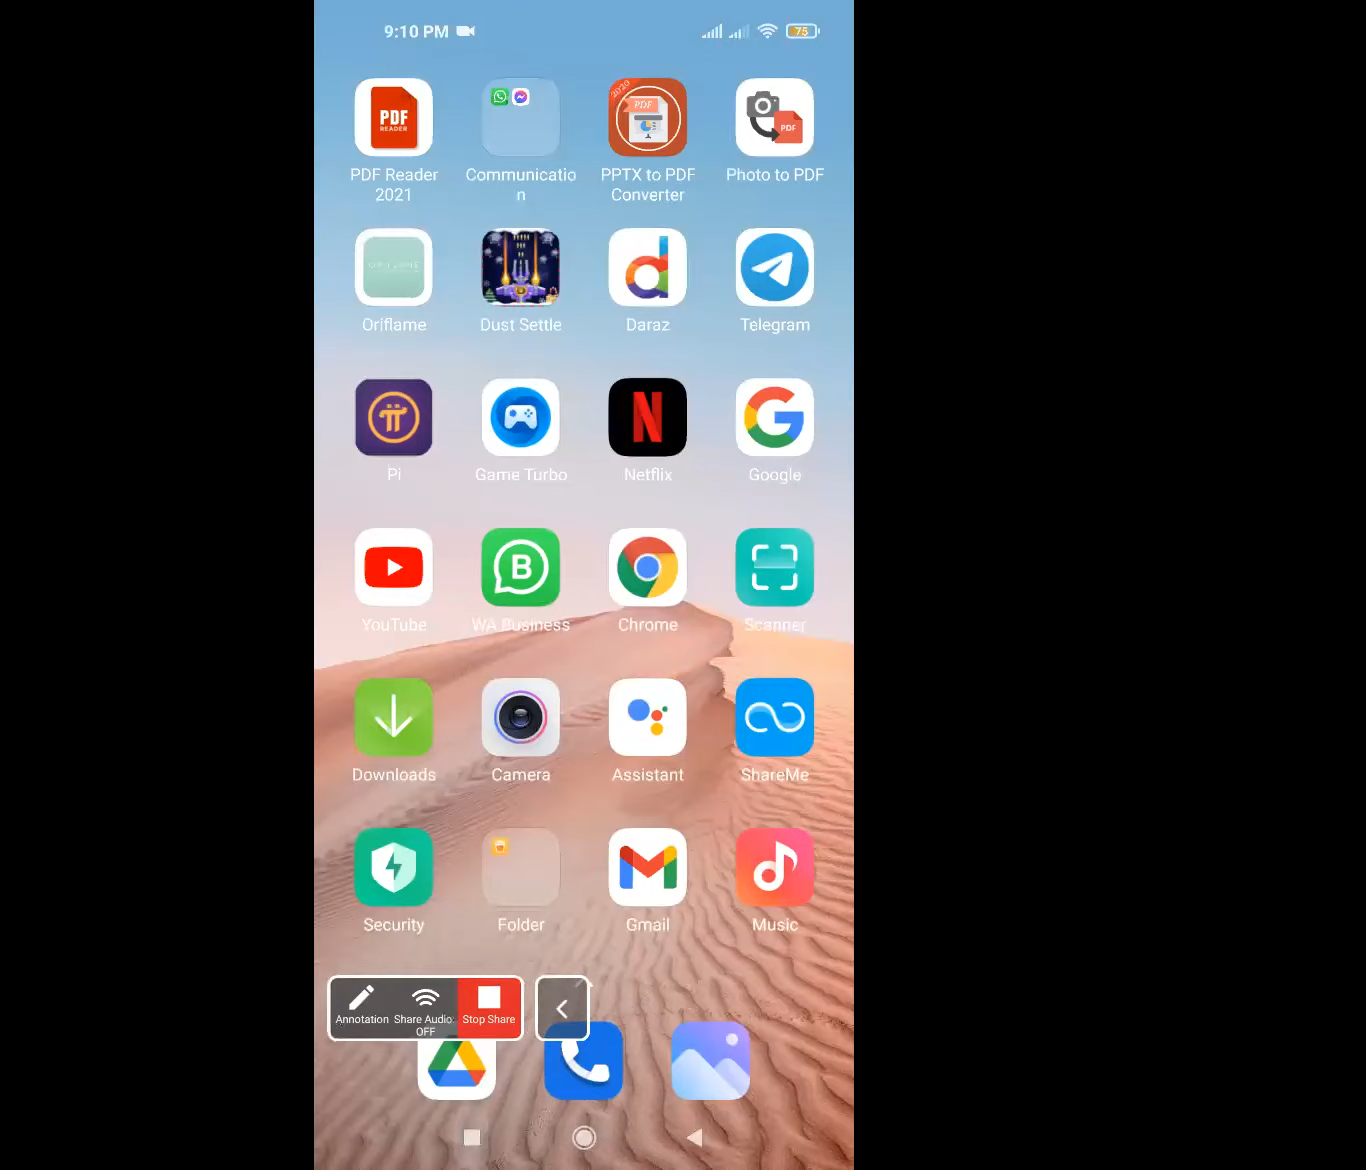 9:10 PM
75
PDF
READER
2020
PDF
PDF
PDF Reader
2021
Communicatio
n
PPTX to PDF
Converter
Photo to PDF
Oriflame
Dust Settle
Daraz
Telegram
Pi
Game Turbo
Netflix
Google
B
YouTube
WA Business
Chrome
Scanner
Downloads
Camera
Assistant
ShareMe
Security
Folder
Gmail
Music
Annotation
Share Audio:
OFF
Stop Share